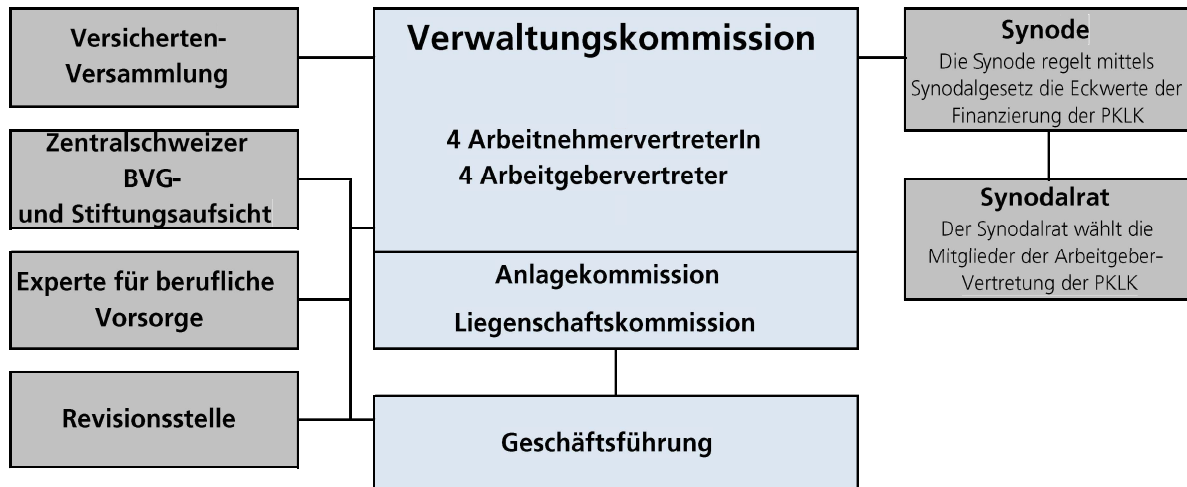 Versicherten-
Versammlung
Zentralschweizer
BVG-
und Stiftungsaufsicht
Experte für berufliche
Vorsorge
Revisionsstelle
Verwaltungskommission
4 ArbeitnehmervertreterIn
4 Arbeitgebervertreter
Anlagekommission
Liegenschaftskommission
Geschäftsführung
Synode
Die Synode regelt mittels
Synodalgesetz die Eckwerte der
Finanzierung der PKLK
Synodalrat
Der Synodalrat wählt die
Mitglieder der Arbeitgeber-
Vertretung der PKLK